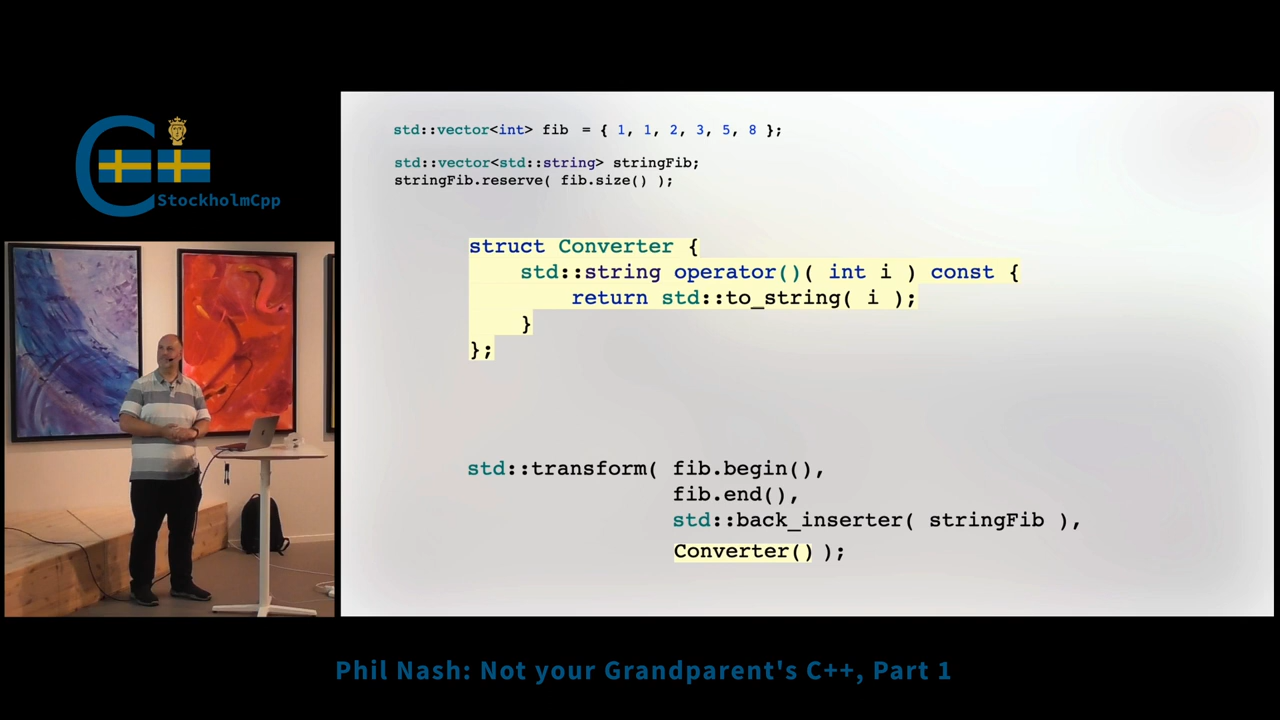 StockholmCpp
std::vector<int> fib = { 1, 1, 2, 3, 5, 8 };
std::vector<std::string> stringFib;
stringFib.reserve( fib.size() );
struct Converter {
std::string operator()( int i ) const {
return std::to_string( i );
}
};
std::transform( fib.begin(),
fib.end(),
std::back_inserter( stringFib ),
Converter() );
Phil Nash: Not your Grandparent's C++, Part 1